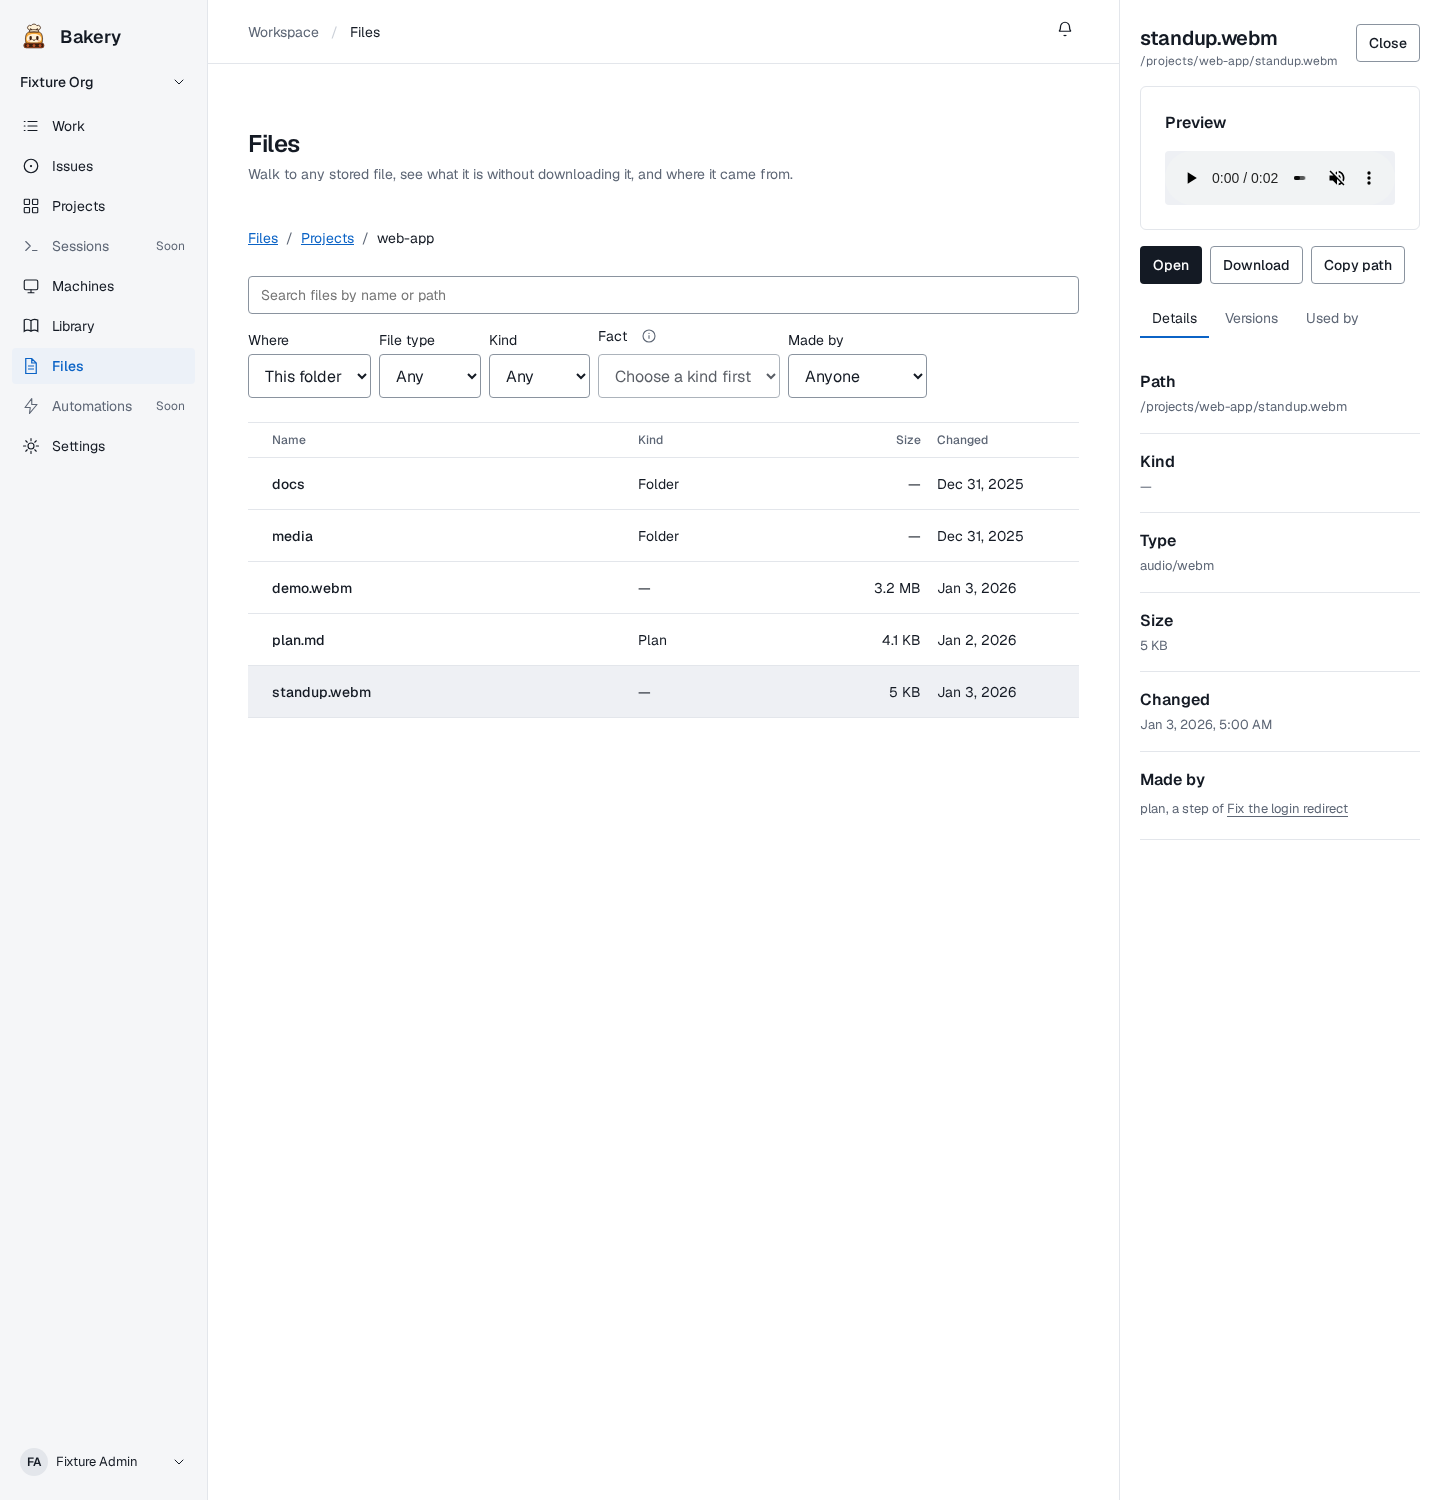 Bakery
Fixture Org
Work
Issues
Projects
Sessions Soon
Machines
Library
Files
Automations Soon
Settings
FA Fixture Admin
Workspace / Files
Files
Walk to any stored file, see what it is without downloading it, and where it came from.
Files / Projects / web-app
Search files by name or path
Where File type Kind Fact Made by
This folder Any Any Choose a kind first Anyone
Name Kind Size Changed
docs Folder — Dec 31, 2025
media Folder — Dec 31, 2025
demo.webm — 3.2 MB Jan 3, 2026
plan.md Plan 4.1 KB Jan 2, 2026
standup.webm — 5 KB Jan 3, 2026
standup.webm
/projects/web-app/standup.webm
Close
Preview
0:00 / 0:02
Open Download Copy path
Details Versions Used by
Path
/projects/web-app/standup.webm
Kind
—
Type
audio/webm
Size
5 KB
Changed
Jan 3, 2026, 5:00 AM
Made by
plan, a step of Fix the login redirect